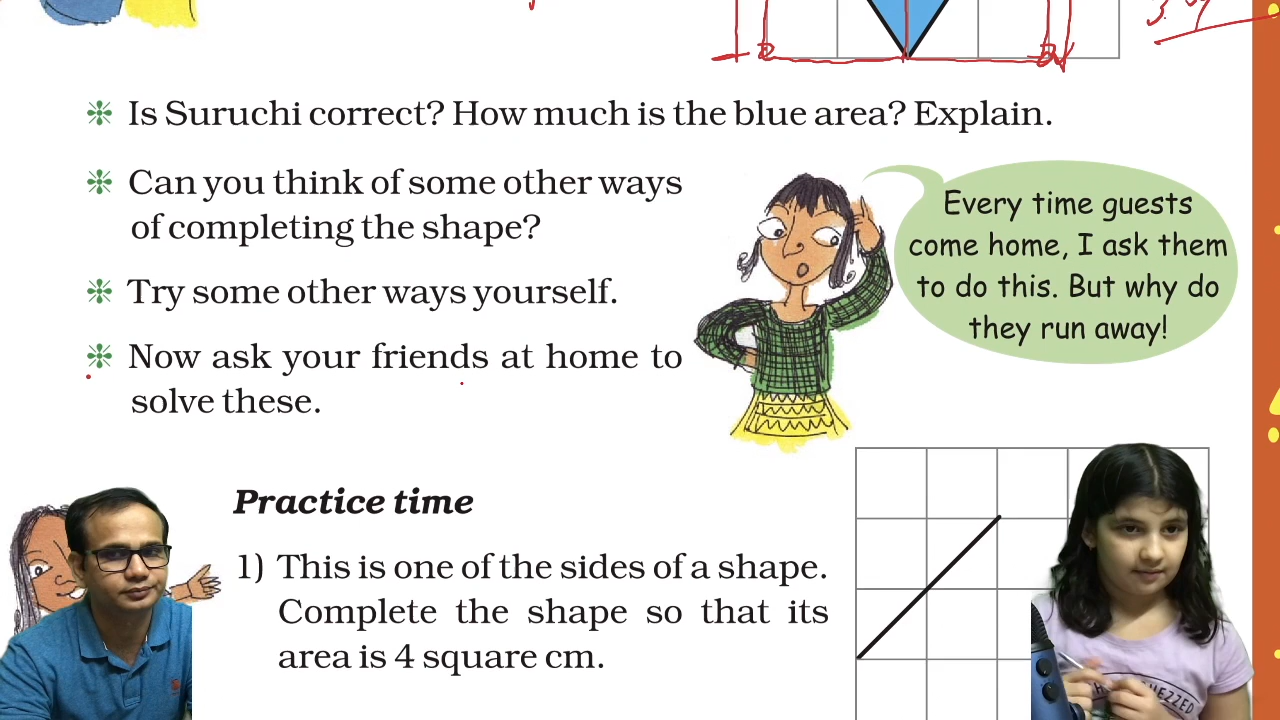 Is Suruchi correct? How much is the blue area? Explain.
Can you think of some other ways
of completing the shape?
Try some other ways yourself.
Now ask your friends at home to
solve these.
Every time guests
come home, I ask them
to do this. But why do
they run away!
Practice time
1) This is one of the sides of a shape.
Complete the shape so that its
area is 4 square cm.